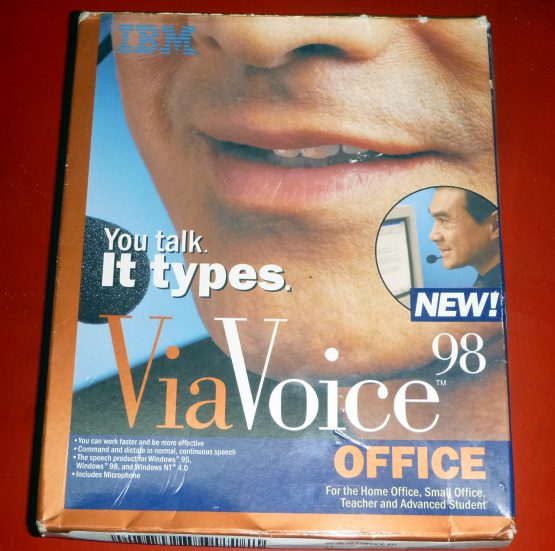 IBM
You talk.
It types.
NEW!
ViaVoice™ 98
OFFICE
• You can work faster and be more effective
• Command and dictate in normal, continuous speech
• The speech product for Windows® 95,
Windows® 98, and Windows NT® 4.0
• Includes Microphone
For the Home Office, Small Office,
Teacher and Advanced Student